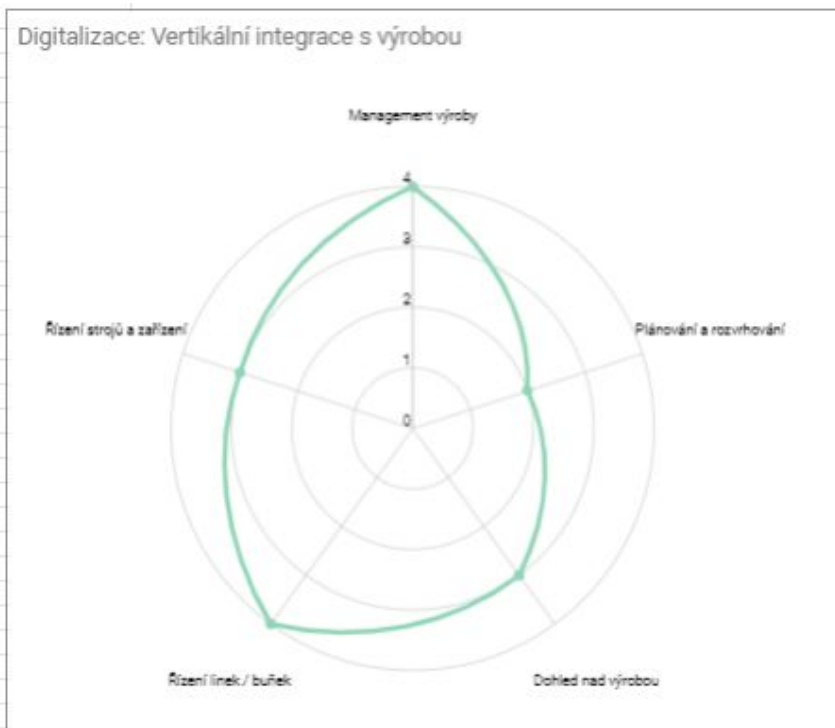 Digitalizace: Vertikální integrace s výrobou
Management výroby
4
3
2
1
0
Řízení strojů a zařízení
Plánování a rozvrhování
Řízení linek / buňek
Dohled nad výrobou